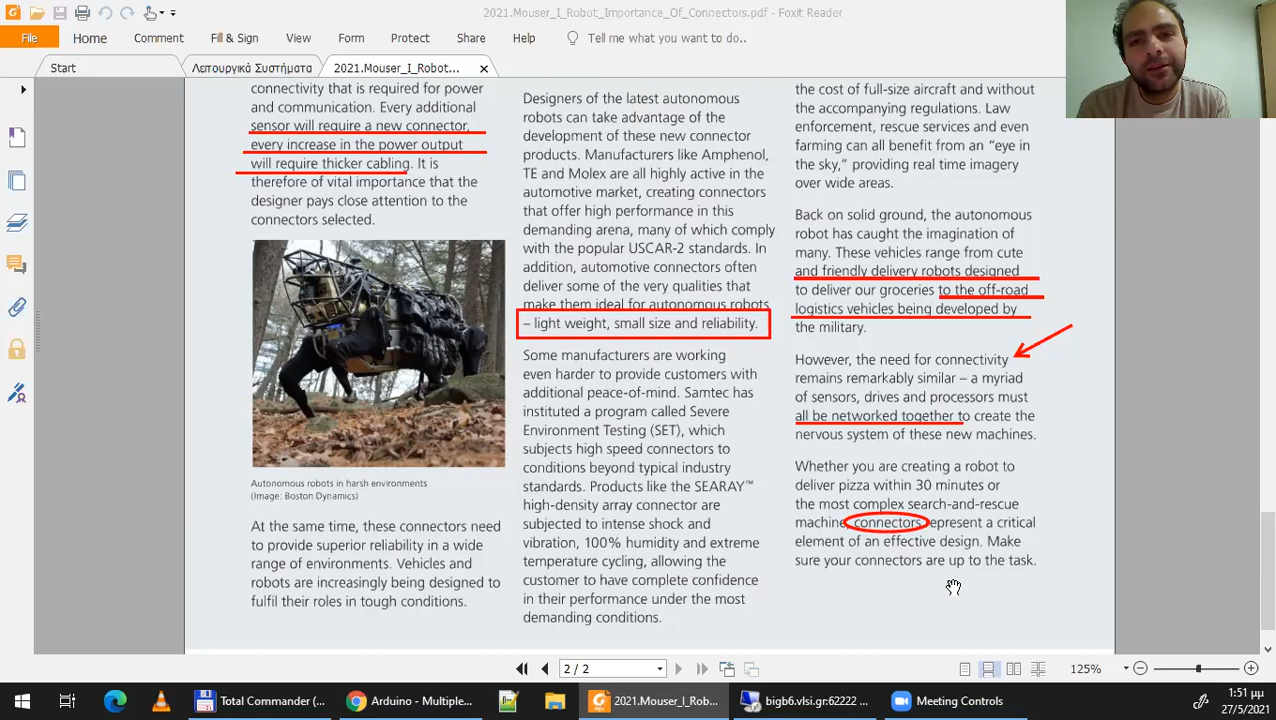 2021.Mouser_I_Robot_Importance_Of_Connectors.pdf - Foxit Reader
File
Home
Comment
Fill & Sign
View
Form
Protect
Share
Help
Tell me what you want to do..
Start
Λειτουργικά Συστήματα
2021.Mouser_I_Robot...
connectivity that is required for power
and communication. Every additional
sensor will require a new connector,
every increase in the power output
will require thicker cabling. It is
therefore of vital importance that the
designer pays close attention to the
connectors selected.
Autonomous robots in harsh environments
(Image: Boston Dynamics)
At the same time, these connectors need
to provide superior reliability in a wide
range of environments. Vehicles and
robots are increasingly being designed to
fulfil their roles in tough conditions.
Designers of the latest autonomous
robots can take advantage of the
development of these new connector
products. Manufacturers like Amphenol,
TE and Molex are all highly active in the
automotive market, creating connectors
that offer high performance in this
demanding arena, many of which comply
with the popular USCAR-2 standards. In
addition, automotive connectors often
deliver some of the very qualities that
make them ideal for autonomous robots
– light weight, small size and reliability.
Some manufacturers are working
even harder to provide customers with
additional peace-of-mind. Samtec has
instituted a program called Severe
Environment Testing (SET), which
subjects high speed connectors to
conditions beyond typical industry
standards. Products like the SEARAY™
high-density array connector are
subjected to intense shock and
vibration, 100% humidity and extreme
temperature cycling, allowing the
customer to have complete confidence
in their performance under the most
demanding conditions.
the cost of full-size aircraft and without
the accompanying regulations. Law
enforcement, rescue services and even
farming can all benefit from an “eye in
the sky,” providing real time imagery
over wide areas.
Back on solid ground, the autonomous
robot has caught the imagination of
many. These vehicles range from cute
and friendly delivery robots designed
to deliver our groceries to the off-road
logistics vehicles being developed by
the military.
However, the need for connectivity
remains remarkably similar – a myriad
of sensors, drives and processors must
all be networked together to create the
nervous system of these new machines.
Whether you are creating a robot to
deliver pizza within 30 minutes or
the most complex search-and-rescue
machine, connectors represent a critical
element of an effective design. Make
sure your connectors are up to the task.
2 / 2
125%
Total Commander (...
Arduino - Multiple...
2021.Mouser_I_Rob...
bigb6.vlsi.gr:62222 ...
Meeting Controls
1:51 μμ
27/5/2021